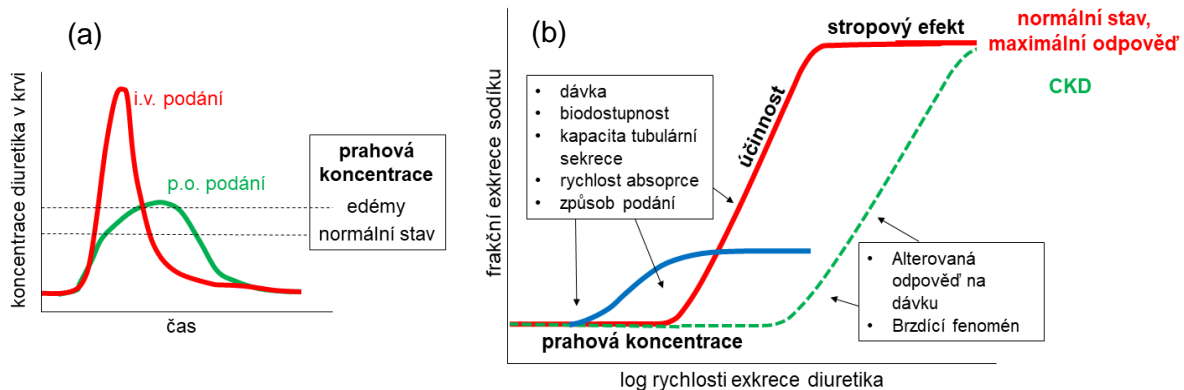 (a)
koncentrace diuretika v krvi
i.v. podání
p.o. podání
prahová
koncentrace
edémy
normální stav
čas
(b)
frakční exkrece sodíku
• dávka
• biodostupnost
• kapacita tubulární
sekrece
• rychlost absoprce
• způsob podání
účinnost
stropový efekt
normální stav,
maximální odpověď
CKD
• Alterovaná
odpověď na
dávku
• Brzdící fenomén
prahová koncentrace
log rychlosti exkrece diuretika